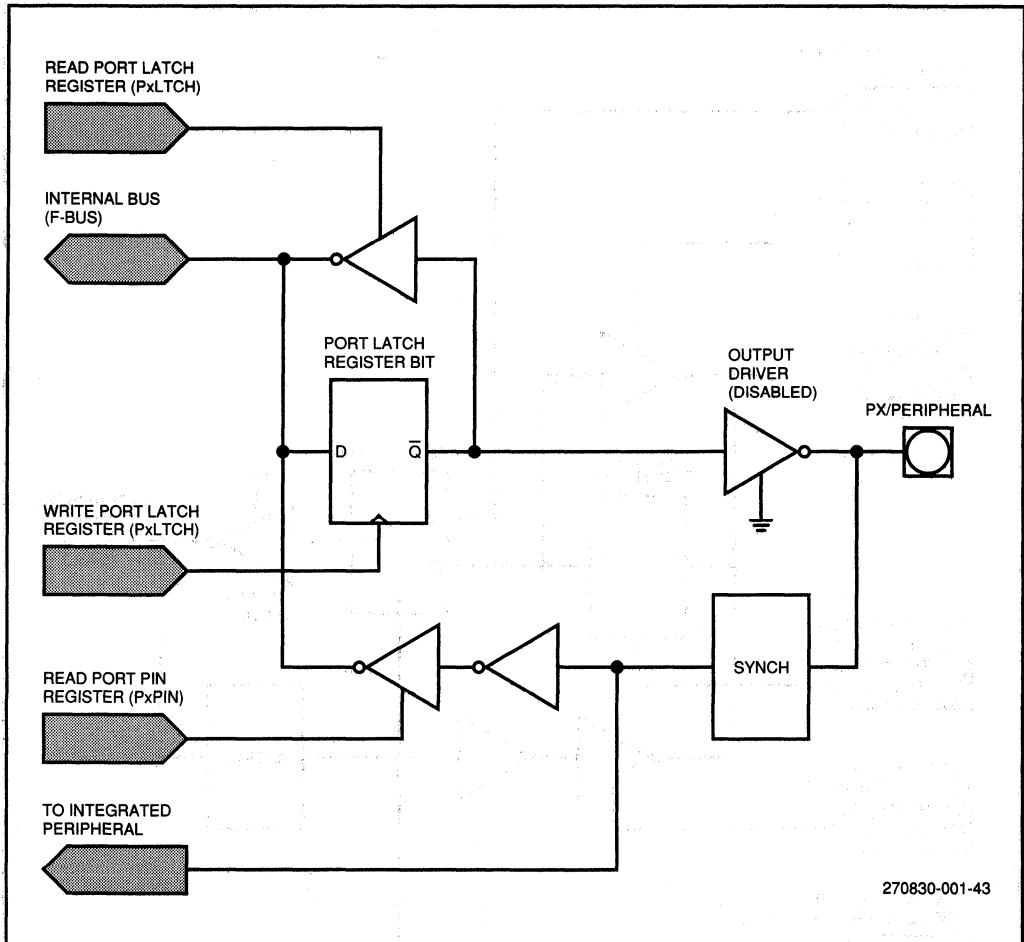 READ PORT LATCH
REGISTER (PxLTCH)
INTERNAL BUS
(F-BUS)
PORT LATCH
REGISTER BIT
D
Q̅
OUTPUT
DRIVER
(DISABLED)
PX/PERIPHERAL
WRITE PORT LATCH
REGISTER (PxLTCH)
SYNCH
READ PORT PIN
REGISTER (PxPIN)
TO INTEGRATED
PERIPHERAL
270830-001-43